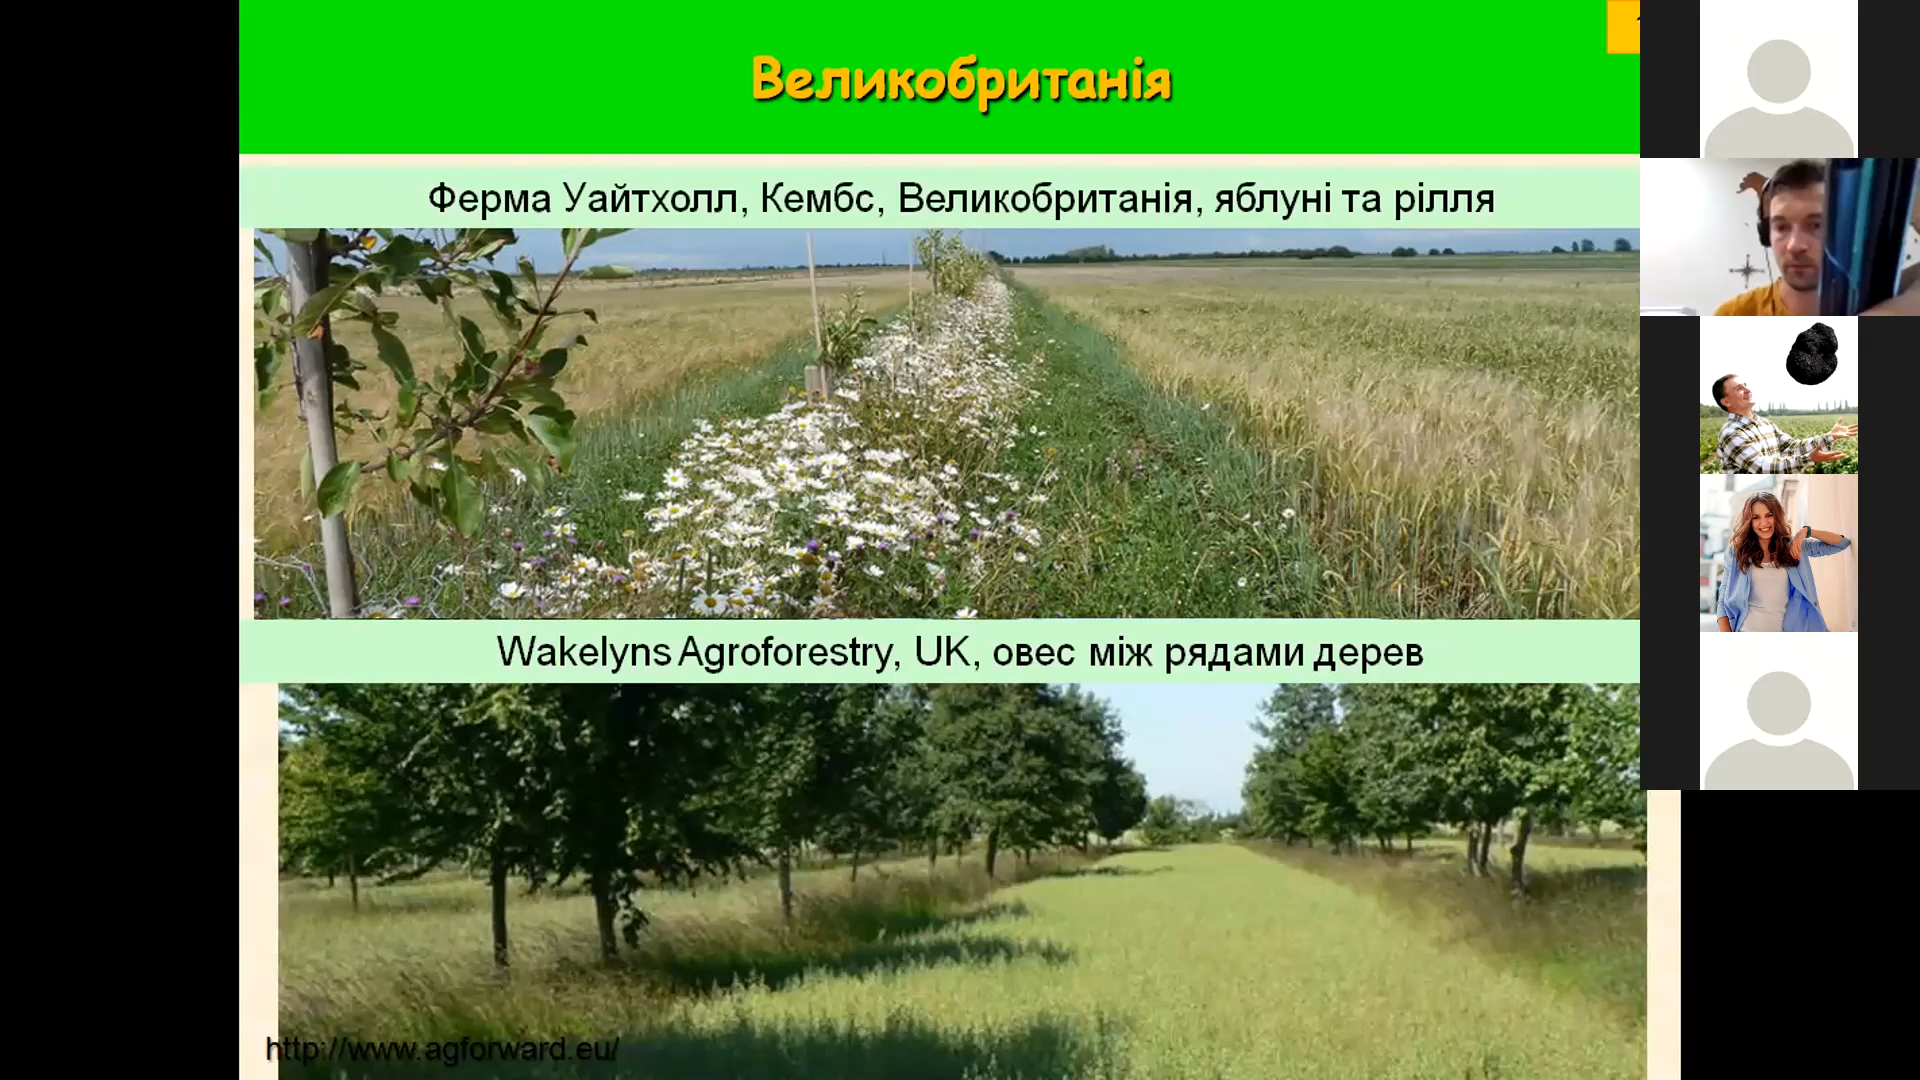 Великобританія
Ферма Уайтхолл, Кембс, Великобританія, яблуні та рілля
Wakelyns Agroforestry, UK, овес між рядами дерев
http://www.agforward.eu/